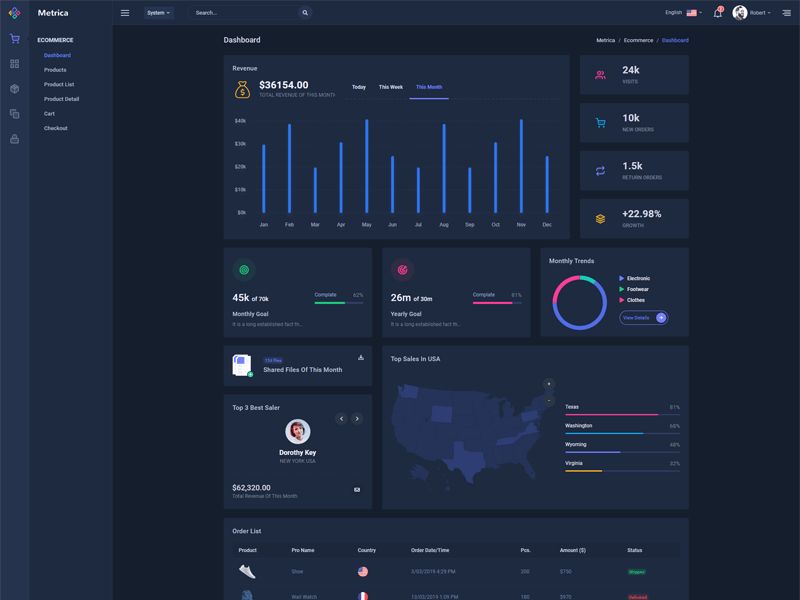 Metrica
System
Search...
English
Robert
ECOMMERCE
Dashboard
Products
Product List
Product Detail
Cart
Checkout
Dashboard
Metrica / Ecommerce / Dashboard
Revenue
$36154.00
TOTAL REVENUE OF THIS MONTH
Today
This Week
This Month
$40k
$30k
$20k
$10k
$0k
Jan Feb Mar Apr May Jun Jul Aug Sep Oct Nov Dec
24k
VISITS
10k
NEW ORDERS
1.5k
RETURN ORDERS
+22.98%
GROWTH
45k of 70k
Complate 62%
Monthly Goal
It is a long established fact th...
26m of 30m
Complate 81%
Yearly Goal
It is a long established fact th...
Monthly Trends
Electronic
Footwear
Clothes
View Details
134 Files
Shared Files Of This Month
Top 3 Best Saler
Dorothy Key
NEW YORK USA
$62,320.00
Total Revenue Of This Month
Top Sales In USA
+
-
Texas 81%
Washington 68%
Wyoming 48%
Virginia 32%
Order List
Product Pro Name Country Order Date/Time Pcs. Amount ($) Status
Shoe 3/03/2019 4:29 PM 200 $750 Shipped
Wall Watch 13/03/2019 1:09 PM 180 $970 Delivered